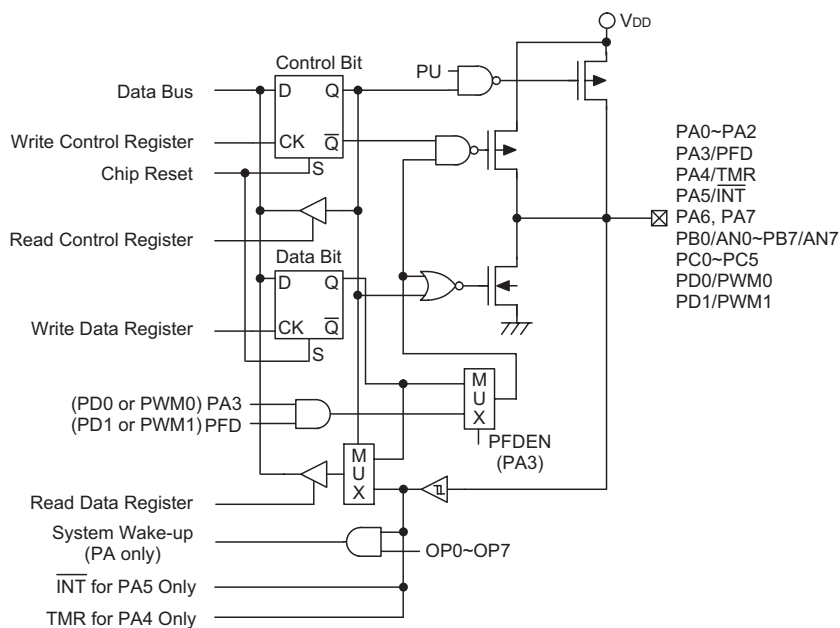 VDD
Control Bit
PU
Data Bus
D Q
Write Control Register
CK Q̅
Chip Reset
S
PA0~PA2
PA3/PFD
PA4/TMR
PA5/I̅N̅T̅
PA6, PA7
PB0/AN0~PB7/AN7
PC0~PC5
PD0/PWM0
PD1/PWM1
Read Control Register
Data Bit
D Q
Write Data Register
CK Q̅
S
M
U
X
(PD0 or PWM0) PA3
(PD1 or PWM1) PFD
PFDEN
(PA3)
M
U
X
Read Data Register
System Wake-up
(PA only)
OP0~OP7
I̅N̅T̅ for PA5 Only
TMR for PA4 Only